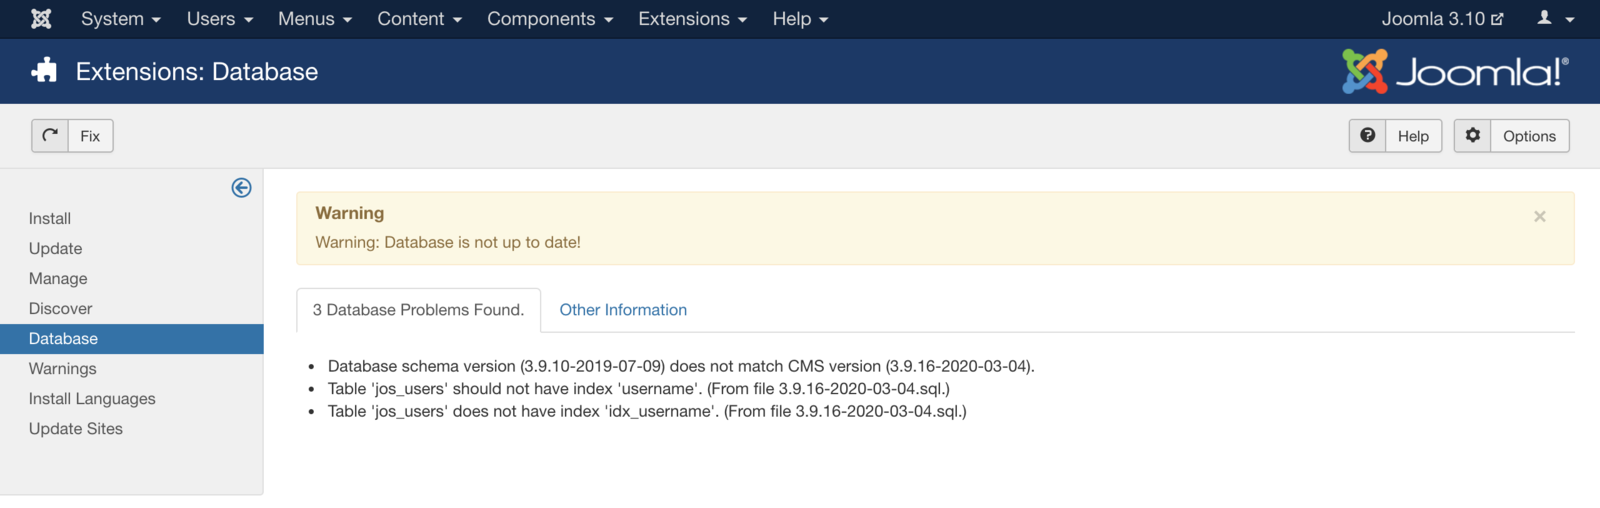 System Users Menus Content Components Extensions Help Joomla 3.10
Extensions: Database Joomla!®
Fix Help Options
Install
Update
Manage
Discover
Database
Warnings
Install Languages
Update Sites
Warning ×
Warning: Database is not up to date!
3 Database Problems Found. Other Information
• Database schema version (3.9.10-2019-07-09) does not match CMS version (3.9.16-2020-03-04).
• Table 'jos_users' should not have index 'username'. (From file 3.9.16-2020-03-04.sql.)
• Table 'jos_users' does not have index 'idx_username'. (From file 3.9.16-2020-03-04.sql.)